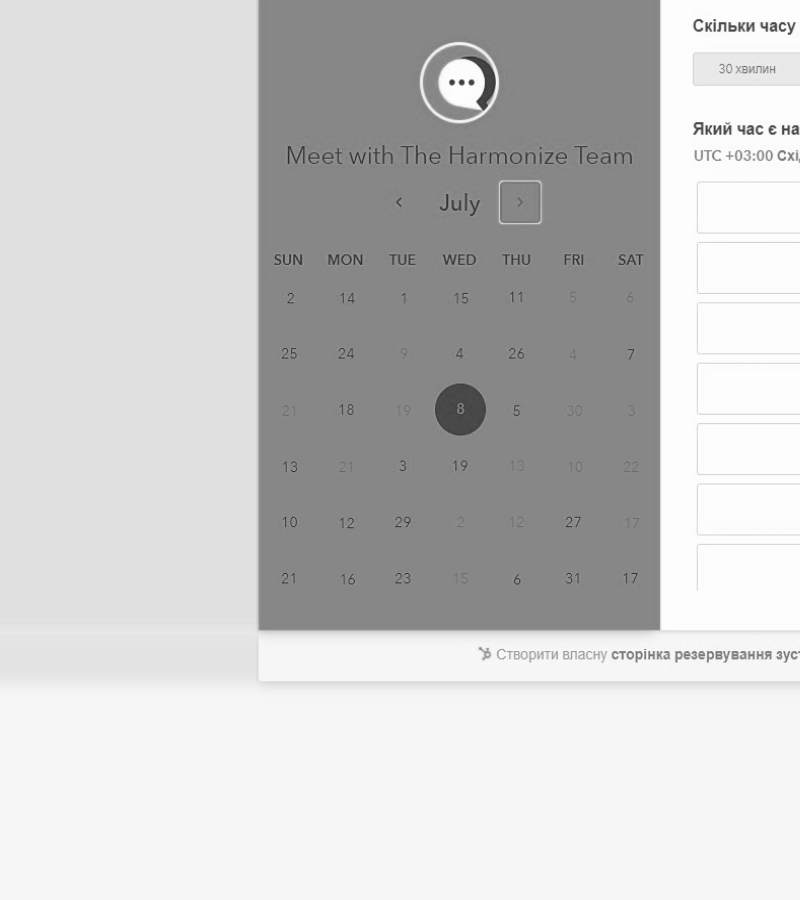 Meet with The Harmonize Team
July
SUN MON TUE WED THU FRI SAT
2 14 1 15 11 5 6
25 24 9 4 26 4 7
21 18 19 8 5 30 3
13 21 3 19 13 10 22
10 12 29 2 12 27 17
21 16 23 15 6 31 17
Скільки часу
30 хвилин
Який час є на
UTC +03:00 Схі
Створити власну сторінка резервування зуст